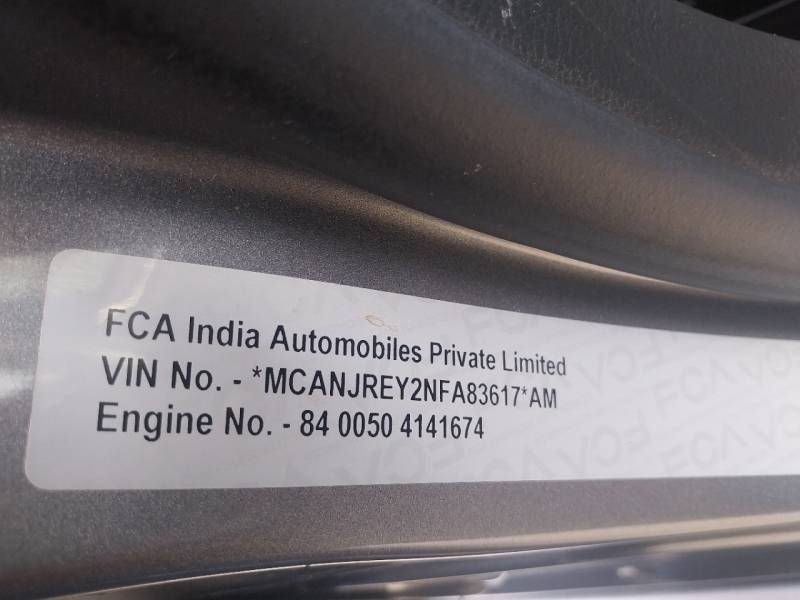 FCA India Automobiles Private Limited
VIN No. - *MCANJREY2NFA83617*AM
Engine No. - 84 0050 4141674